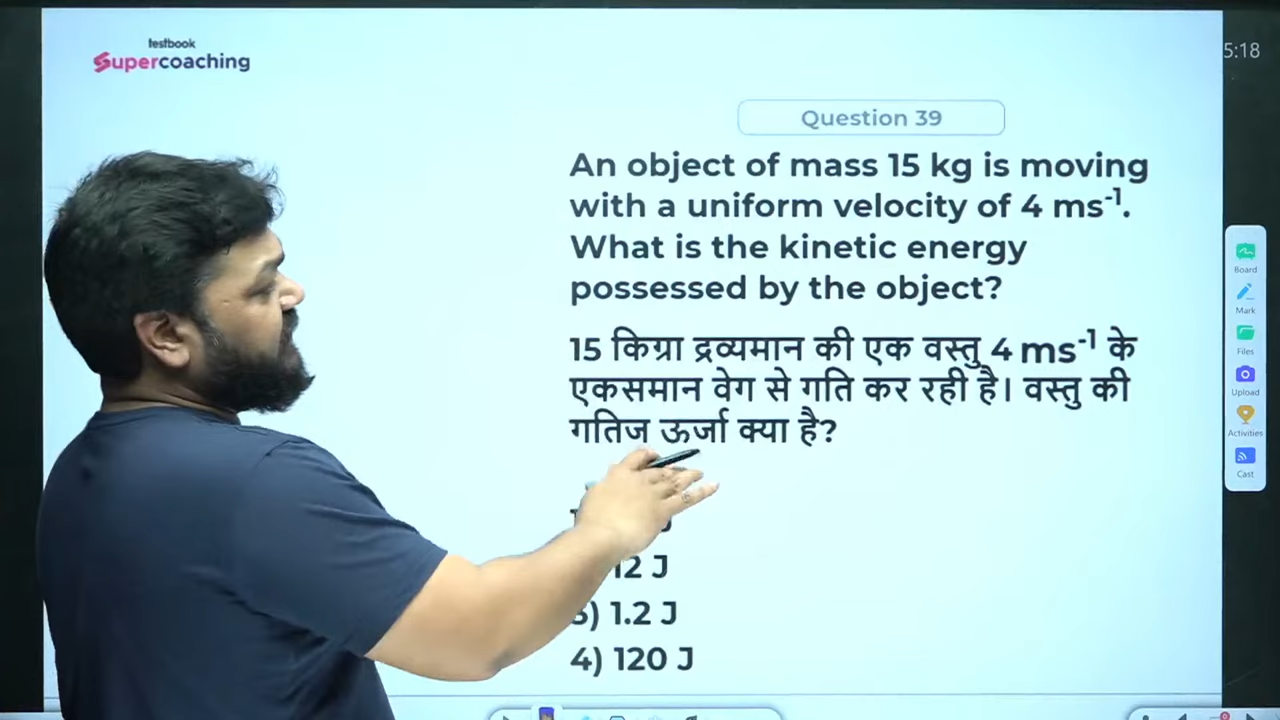 testbook
Supercoaching
5:18
Question 39
An object of mass 15 kg is moving
with a uniform velocity of 4 ms⁻¹.
What is the kinetic energy
possessed by the object?
15 किग्रा द्रव्यमान की एक वस्तु 4 ms⁻¹ के
एकसमान वेग से गति कर रही है। वस्तु की
गतिज ऊर्जा क्या है?
J
12 J
3) 1.2 J
4) 120 J
Board
Mark
Files
Upload
Activities
Cast